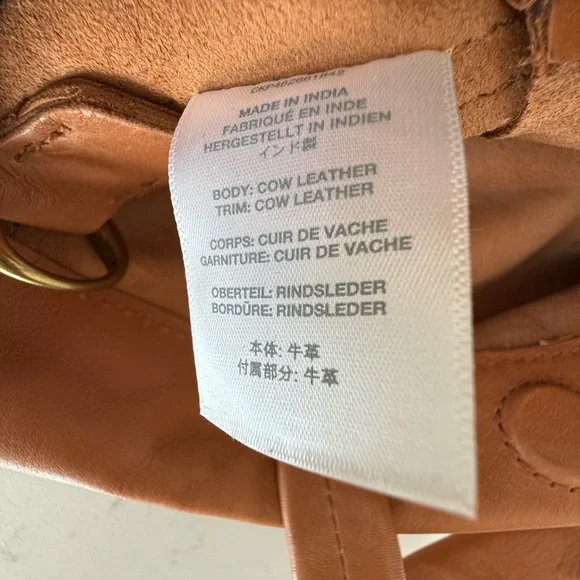 MADE IN INDIA
FABRIQUÉ EN INDE
HERGESTELLT IN INDIEN
インド製
BODY: COW LEATHER
TRIM: COW LEATHER
CORPS: CUIR DE VACHE
GARNITURE: CUIR DE VACHE
OBERTEIL: RINDSLEDER
BORDŪRE: RINDSLEDER
本体: 牛革
付属部分: 牛革